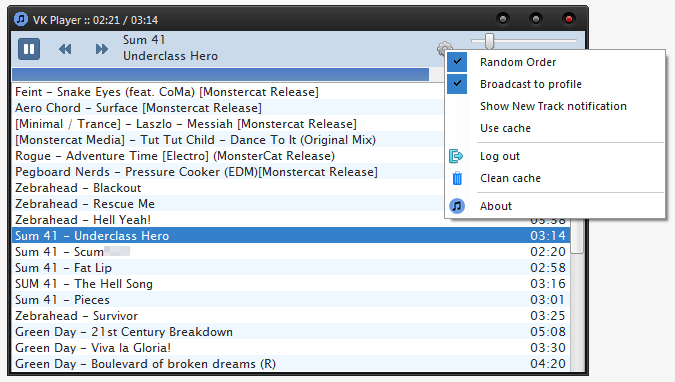 VK Player :: 02:21 / 03:14
Sum 41
Underclass Hero
Random Order
Broadcast to profile
Show New Track notification
Use cache
Log out
Clean cache
About
Feint - Snake Eyes (feat. CoMa) [Monstercat Release]
Aero Chord - Surface [Monstercat Release]
[Minimal / Trance] - Laszlo - Messiah [Monstercat Release]
[Monstercat Media] - Tut Tut Child - Dance To It (Original Mix)
Rogue - Adventure Time [Electro] (MonsterCat Release)
Pegboard Nerds - Pressure Cooker (EDM)[Monstercat Release]
Zebrahead - Blackout
Zebrahead - Rescue Me
Zebrahead - Hell Yeah!
Sum 41 - Underclass Hero 03:14
Sum 41 - Scum 02:20
Sum 41 - Fat Lip 02:58
SUM 41 - The Hell Song 03:16
Sum 41 - Pieces 03:01
Zebrahead - Survivor 03:25
Green Day - 21st Century Breakdown 05:08
Green Day - Viva la Gloria! 03:30
Green Day - Boulevard of broken dreams (R) 04:20